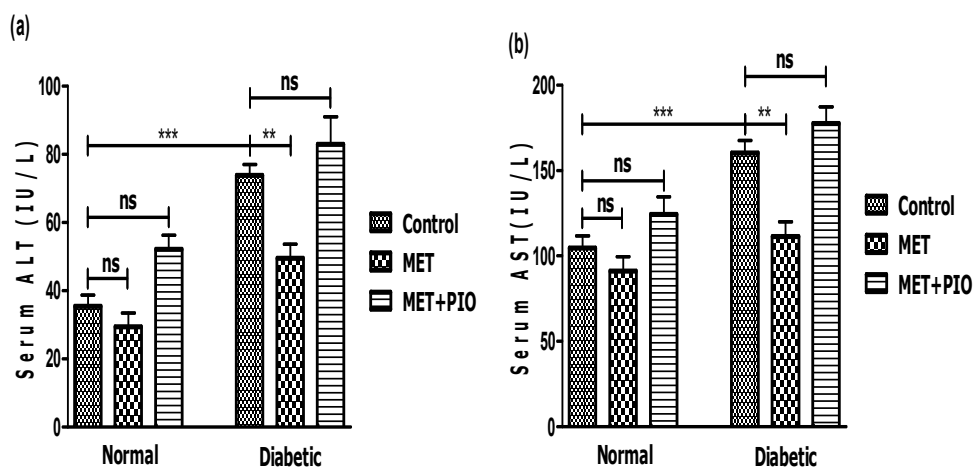 (a)
100
80
60
40
20
0
Serum ALT (IU/L)
ns
***
**
ns
ns
Normal
Diabetic
Control
MET
MET+PIO
(b)
200
150
100
50
0
Serum AST(IU/L)
ns
***
**
ns
ns
Normal
Diabetic
Control
MET
MET+PIO